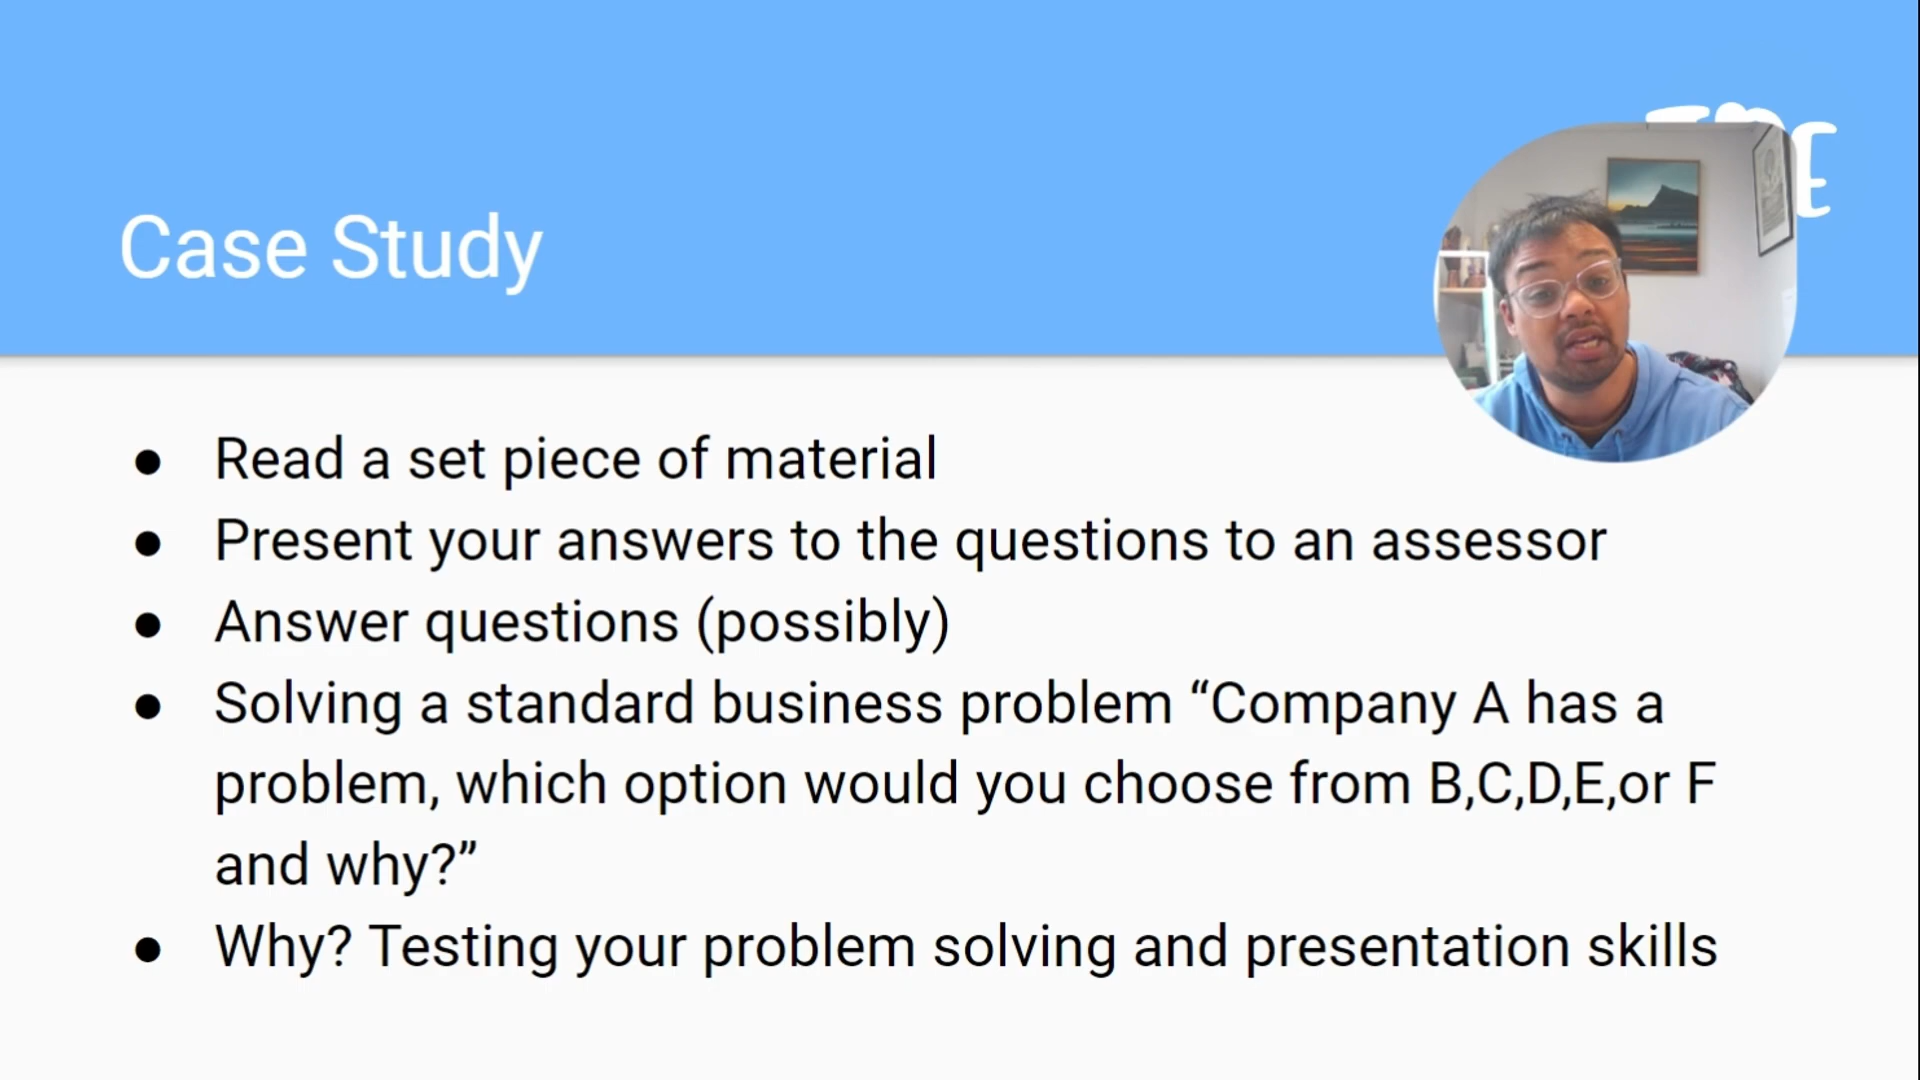 Case Study
● Read a set piece of material
● Present your answers to the questions to an assessor
● Answer questions (possibly)
● Solving a standard business problem “Company A has a
problem, which option would you choose from B,C,D,E,or F
and why?”
● Why? Testing your problem solving and presentation skills